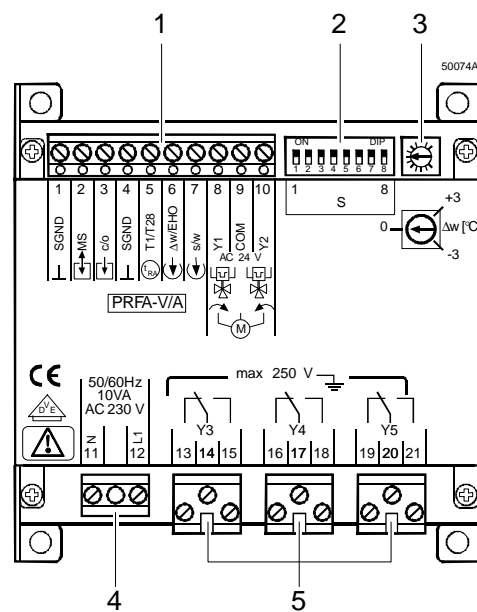 1 2 3
50074A
ON DIP
1 2 3 4 5 6 7 8
1 8
S
1 2 3 4 5 6 7 8 9 10
SGND
MS
c/o
SGND
T1/T28
Δw/EHO
s/w
Y1
COM
Y2
tRA
AC 24 V
M
+3
0
Δw [°C]
-3
PRFA-V/A
CE
DVE
50/60Hz
10VA
AC 230 V
N L1
11 12
max 250 V
Y3 Y4 Y5
13 14 15 16 17 18 19 20 21
4 5